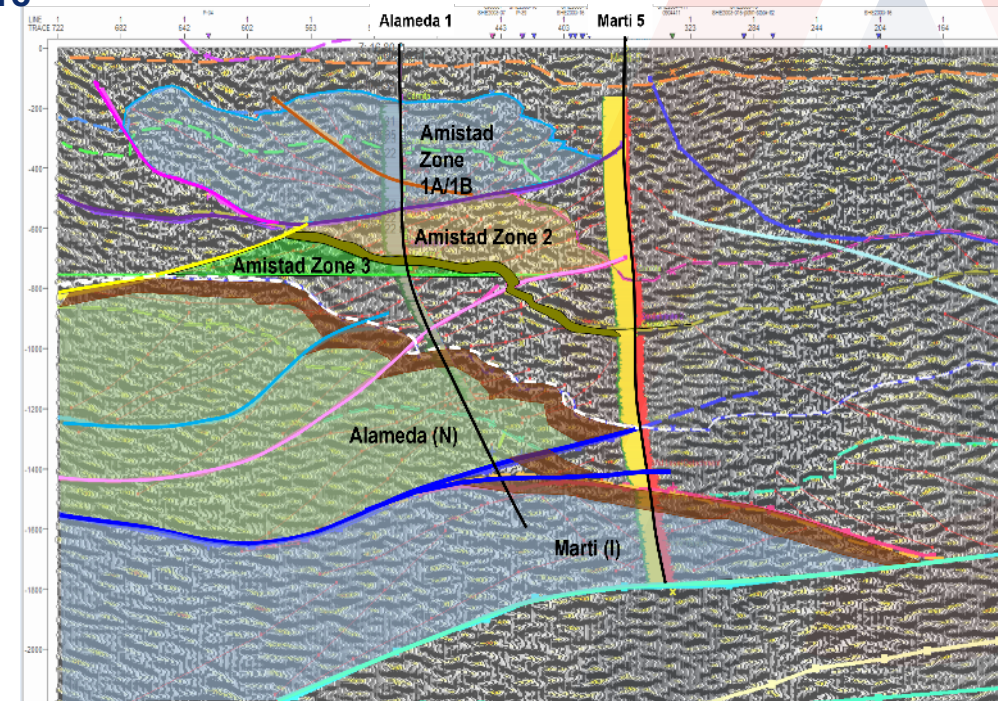 Alameda 1
Marti 5
LINE
TRACE 722
682
642
602
563
443
403
323
284
244
204
164
0
-200
-400
-600
-800
-1000
-1200
-1400
-1600
-1800
-2000
Amistad
Zone
1A/1B
Amistad Zone 2
Amistad Zone 3
Alameda (N)
Marti (I)